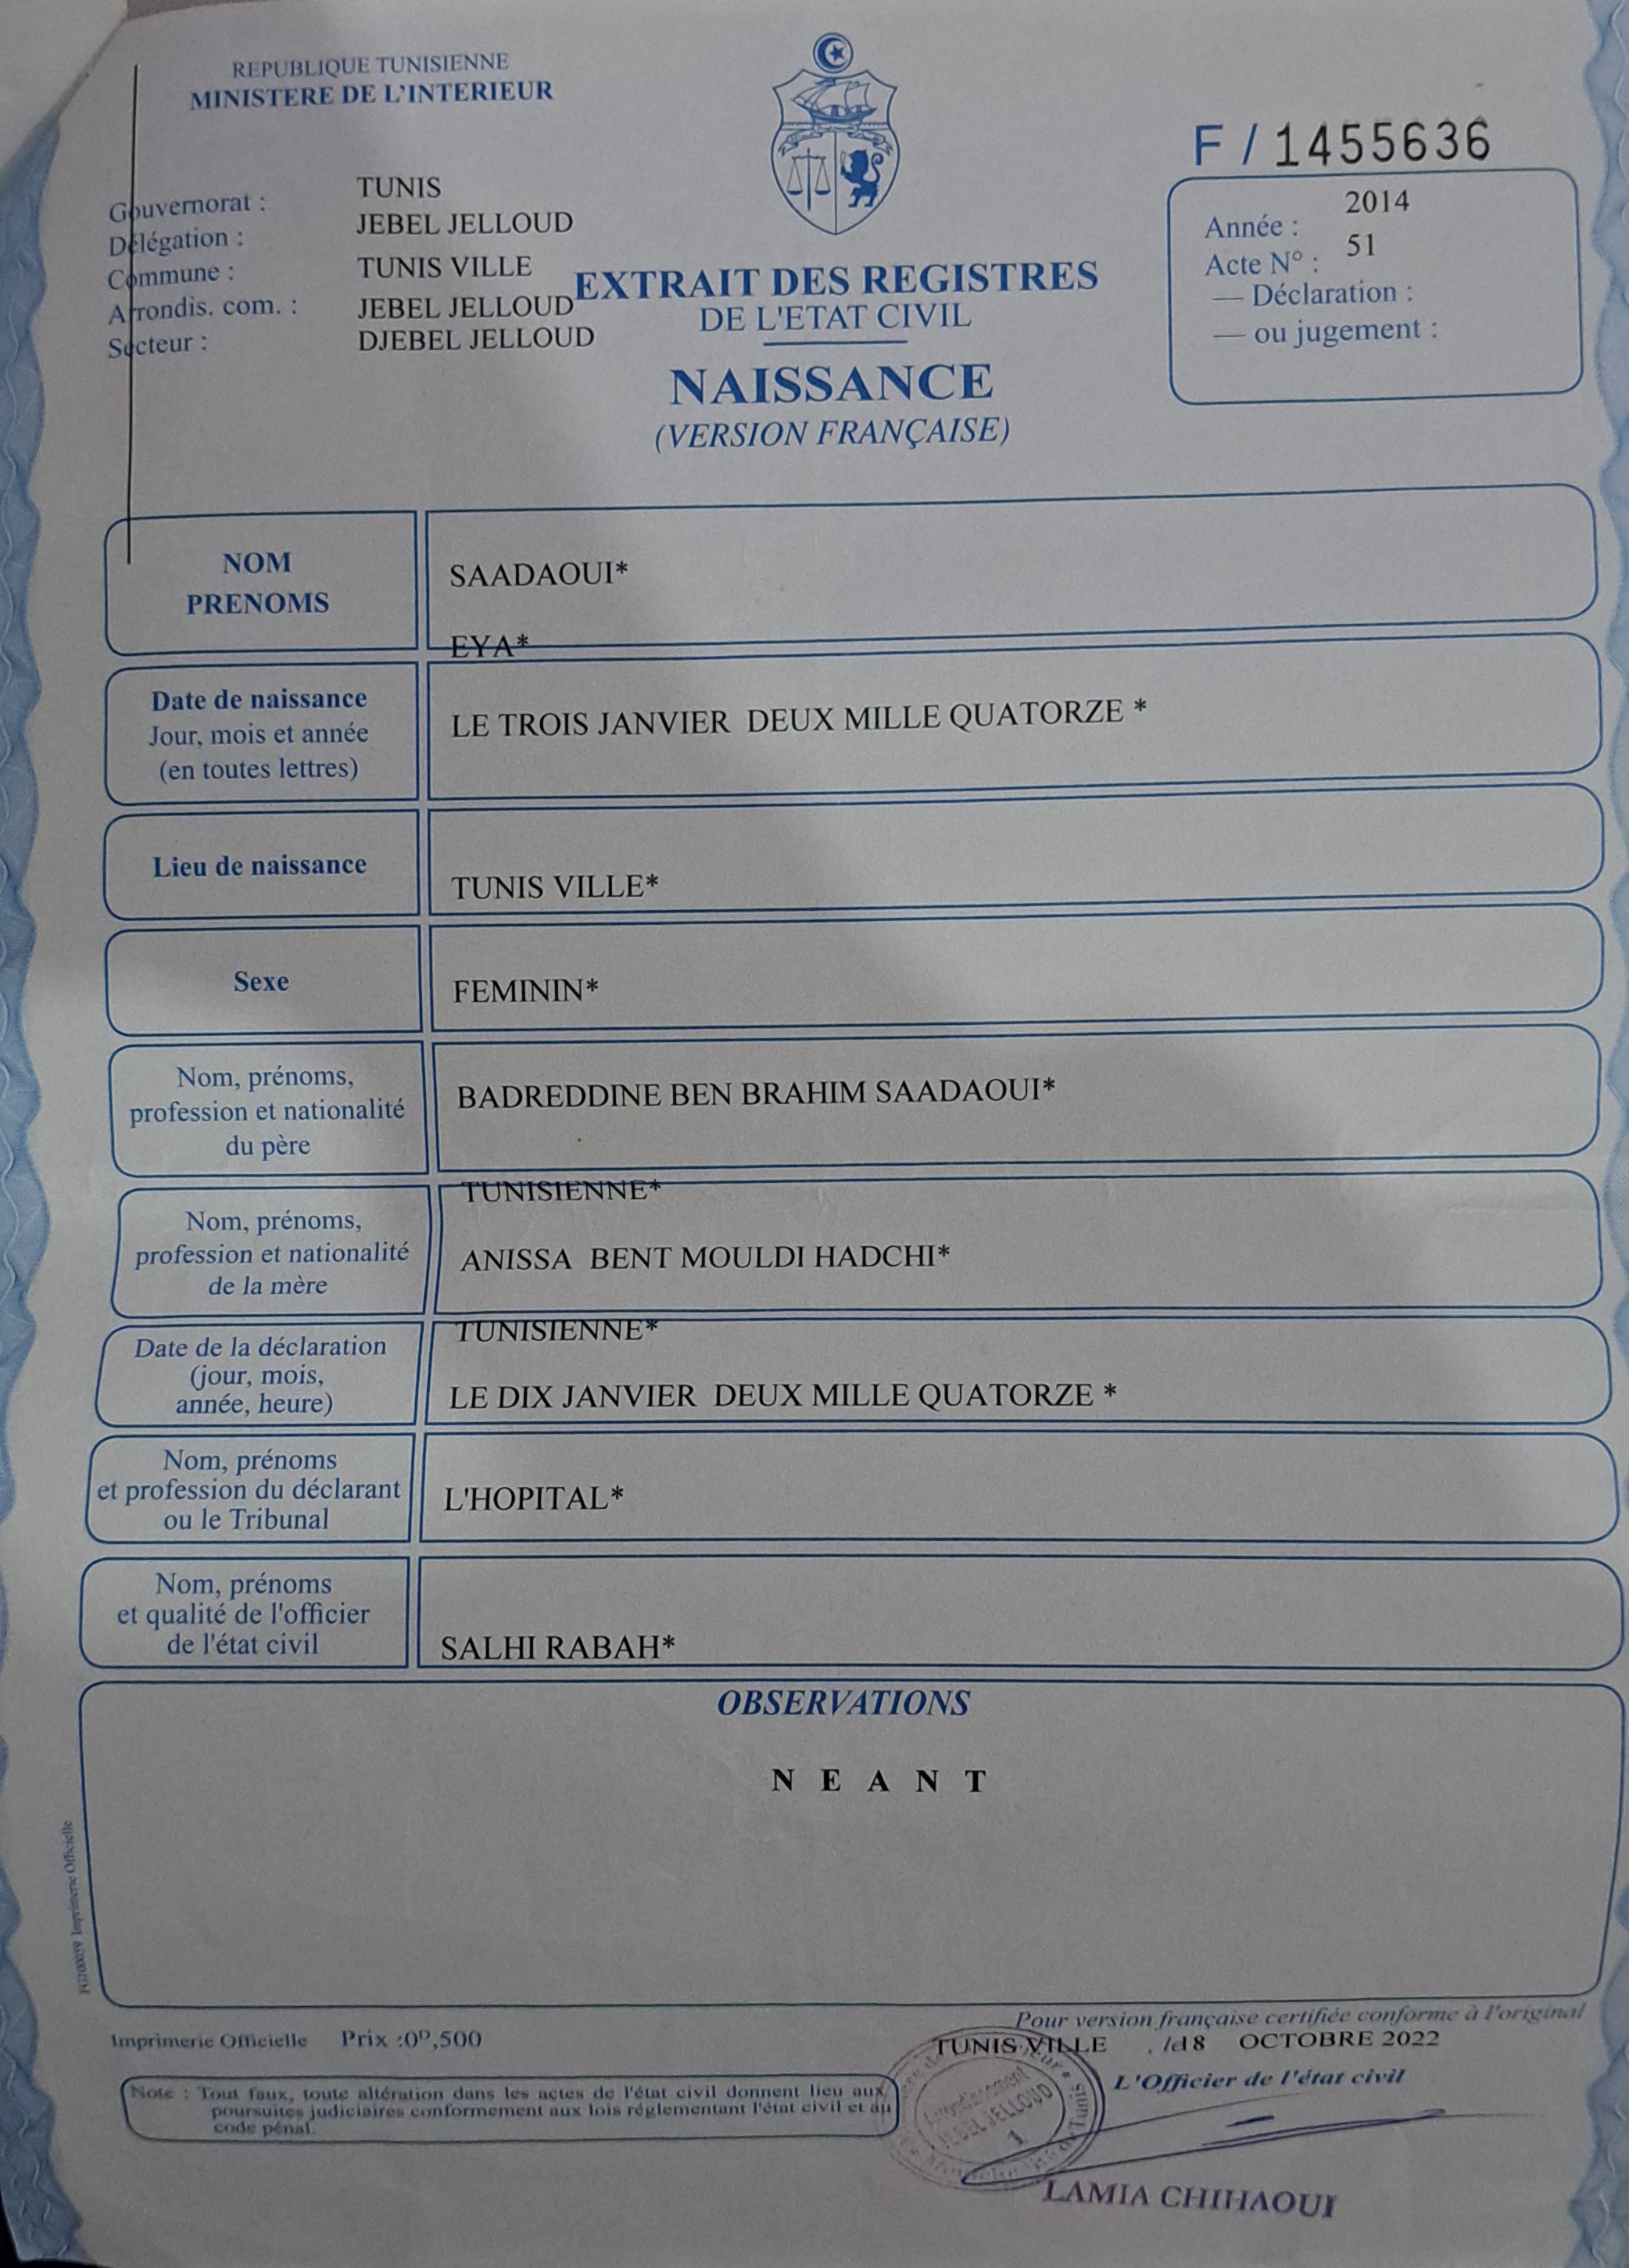 REPUBLIQUE TUNISIENNE
MINISTERE DE L'INTERIEUR
F / 1455636
Gouvernorat : TUNIS
Délégation : JEBEL JELLOUD
Commune : TUNIS VILLE
Arrondis. com. : JEBEL JELLOUD
Secteur : DJEBEL JELLOUD
EXTRAIT DES REGISTRES
DE L'ETAT CIVIL
NAISSANCE
(VERSION FRANÇAISE)
Année : 2014
Acte N° : 51
— Déclaration :
— ou jugement :
NOM
PRENOMS
SAADAOUI*
EYA*
Date de naissance
Jour, mois et année
(en toutes lettres)
LE TROIS JANVIER DEUX MILLE QUATORZE *
Lieu de naissance
TUNIS VILLE*
Sexe
FEMININ*
Nom, prénoms,
profession et nationalité
du père
BADREDDINE BEN BRAHIM SAADAOUI*
TUNISIENNE*
Nom, prénoms,
profession et nationalité
de la mère
ANISSA BENT MOULDI HADCHI*
TUNISIENNE*
Date de la déclaration
(jour, mois,
année, heure)
LE DIX JANVIER DEUX MILLE QUATORZE *
Nom, prénoms
et profession du déclarant
ou le Tribunal
L'HOPITAL*
Nom, prénoms
et qualité de l'officier
de l'état civil
SALHI RABAH*
OBSERVATIONS
N E A N T
Imprimerie Officielle
Imprimerie Officielle Prix :0D,500
Pour version française certifiée conforme à l'original
TUNIS VILLE , le 18 OCTOBRE 2022
L'Officier de l'état civil
Note : Tout faux, toute altération dans les actes de l'état civil donnent lieu aux
poursuites judiciaires conformement aux lois réglementant l'état civil et au
code pénal.
Arrondissement
JEBEL JELLOUD
1
LAMIA CHIHAOUI